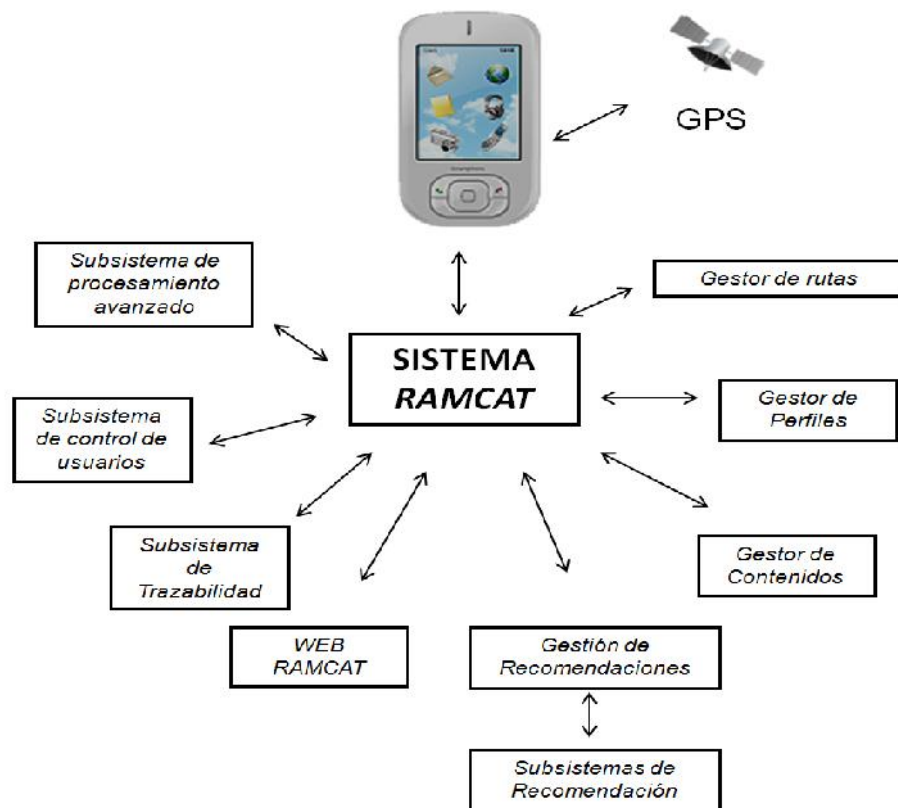 GPS
Subsistema de
procesamiento
avanzado
Gestor de rutas
SISTEMA
RAMCAT
Gestor de
Perfiles
Subsistema
de control de
usuarios
Subsistema
de
Trazabilidad
Gestor de
Contenidos
WEB
RAMCAT
Gestión de
Recomendaciones
Subsistemas de
Recomendación